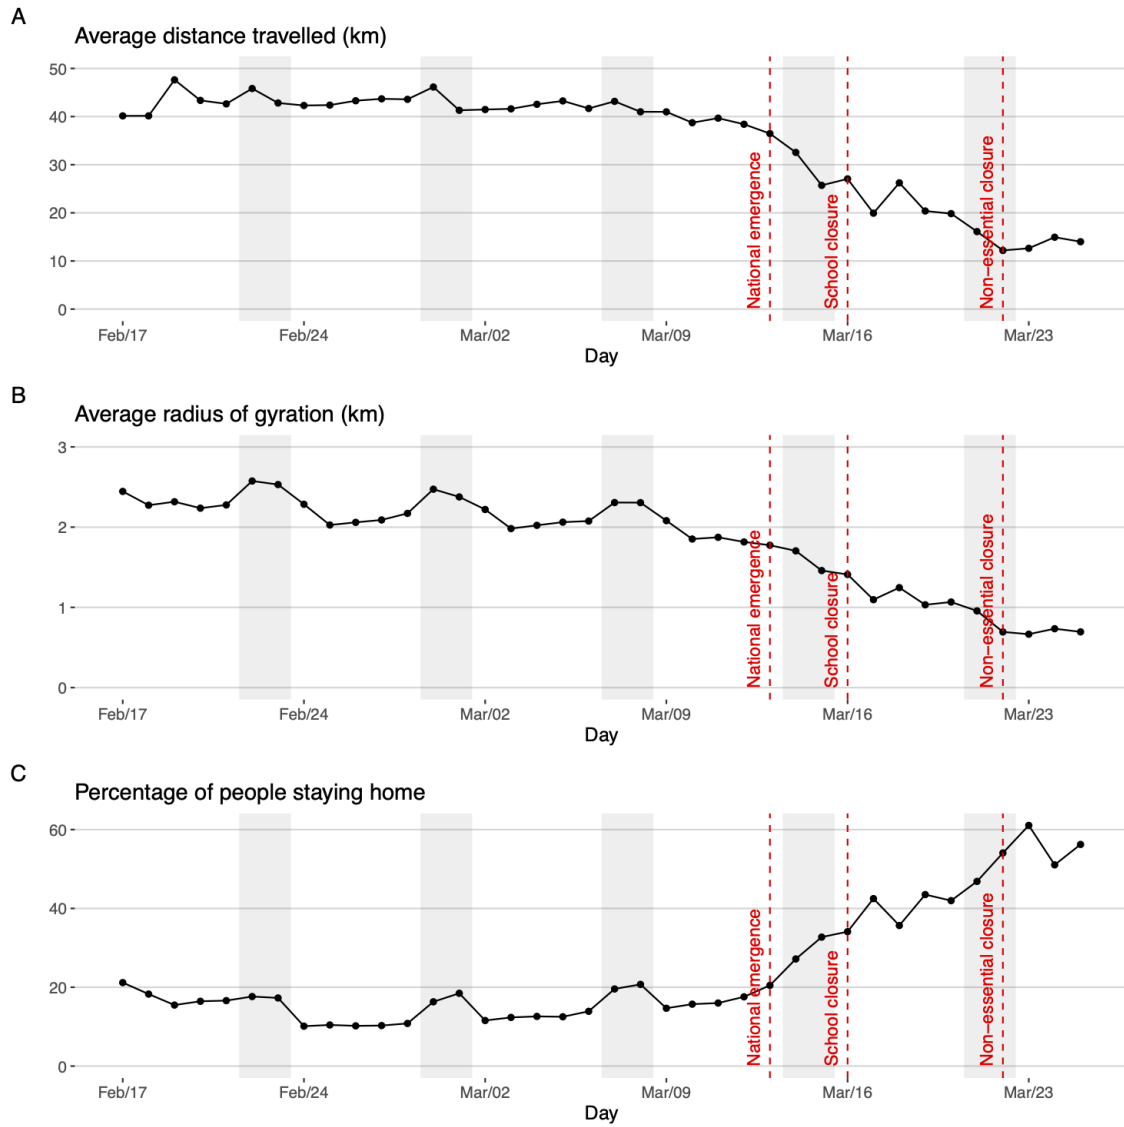 A
Average distance travelled (km)
50
40
30
20
10
0
National emergence
School closure
Non−essential closure
Feb/17 Feb/24 Mar/02 Mar/09 Mar/16 Mar/23
Day
B
Average radius of gyration (km)
3
2
1
0
National emergence
School closure
Non−essential closure
Feb/17 Feb/24 Mar/02 Mar/09 Mar/16 Mar/23
Day
C
Percentage of people staying home
60
40
20
0
National emergence
School closure
Non−essential closure
Feb/17 Feb/24 Mar/02 Mar/09 Mar/16 Mar/23
Day